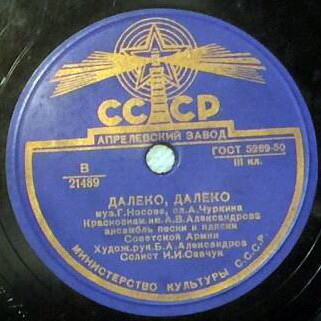 СССР
АПРЕЛЕВСКИЙ ЗАВОД
В
21489
ГОСТ 5289-50
III кл.
ДАЛЕКО, ДАЛЕКО
муз.Г.Носова, сл.А.Чуркина
Краснознам.им.А.В.Александрова
ансамбль песни и пляски
Советской Армии
Худож.рук.Б.А.Александров
Солист И.И.Савчук
МИНИСТЕРСТВО КУЛЬТУРЫ С.С.С.Р.